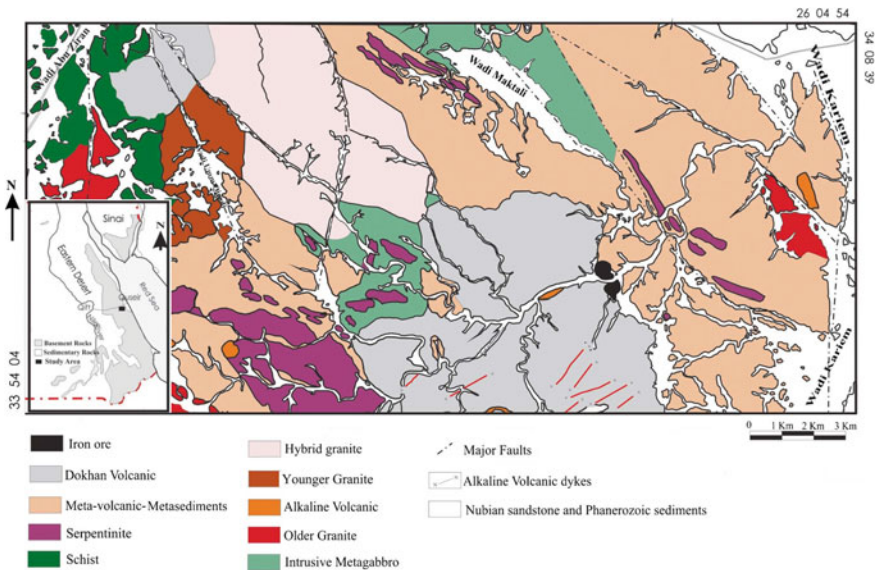 26 04 54
34 08 39
Wadi Abu Ziran
Wadi Maktali
Wadi Kariem
N
Sinai
N
Eastern Desert
Red Sea
Quseir
Basement Rocks
Sedimentary Rocks
Study Area
33 54 04
Wadi Kariem
0 1 Km 2 Km 3 Km
Iron ore
Dokhan Volcanic
Meta-volcanic-Metasediments
Serpentinite
Schist
Hybrid granite
Younger Granite
Alkaline Volcanic
Older Granite
Intrusive Metagabbro
Major Faults
Alkaline Volcanic dykes
Nubian sandstone and Phanerozoic sediments